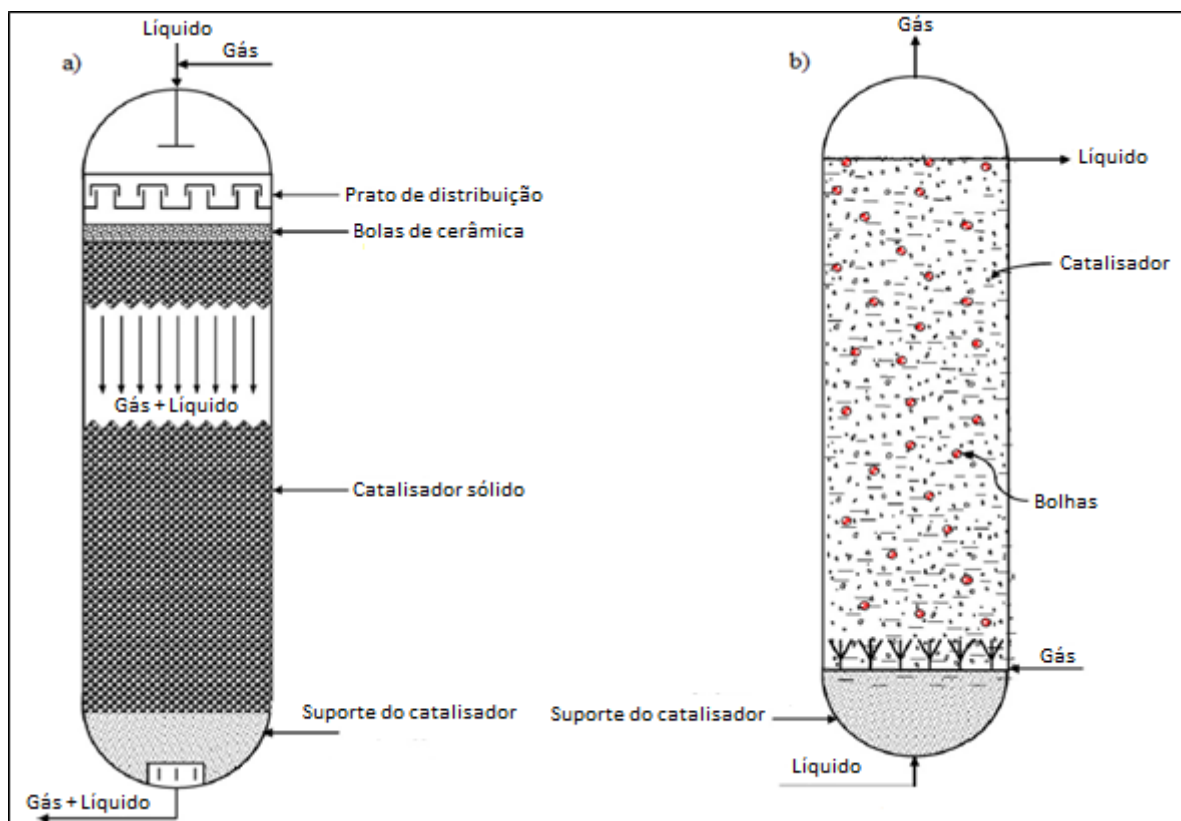 a)
Líquido
Gás
Prato de distribuição
Bolas de cerâmica
Gás + Líquido
Catalisador sólido
Suporte do catalisador
Gás + Líquido
b)
Gás
Líquido
Catalisador
Bolhas
Gás
Suporte do catalisador
Líquido